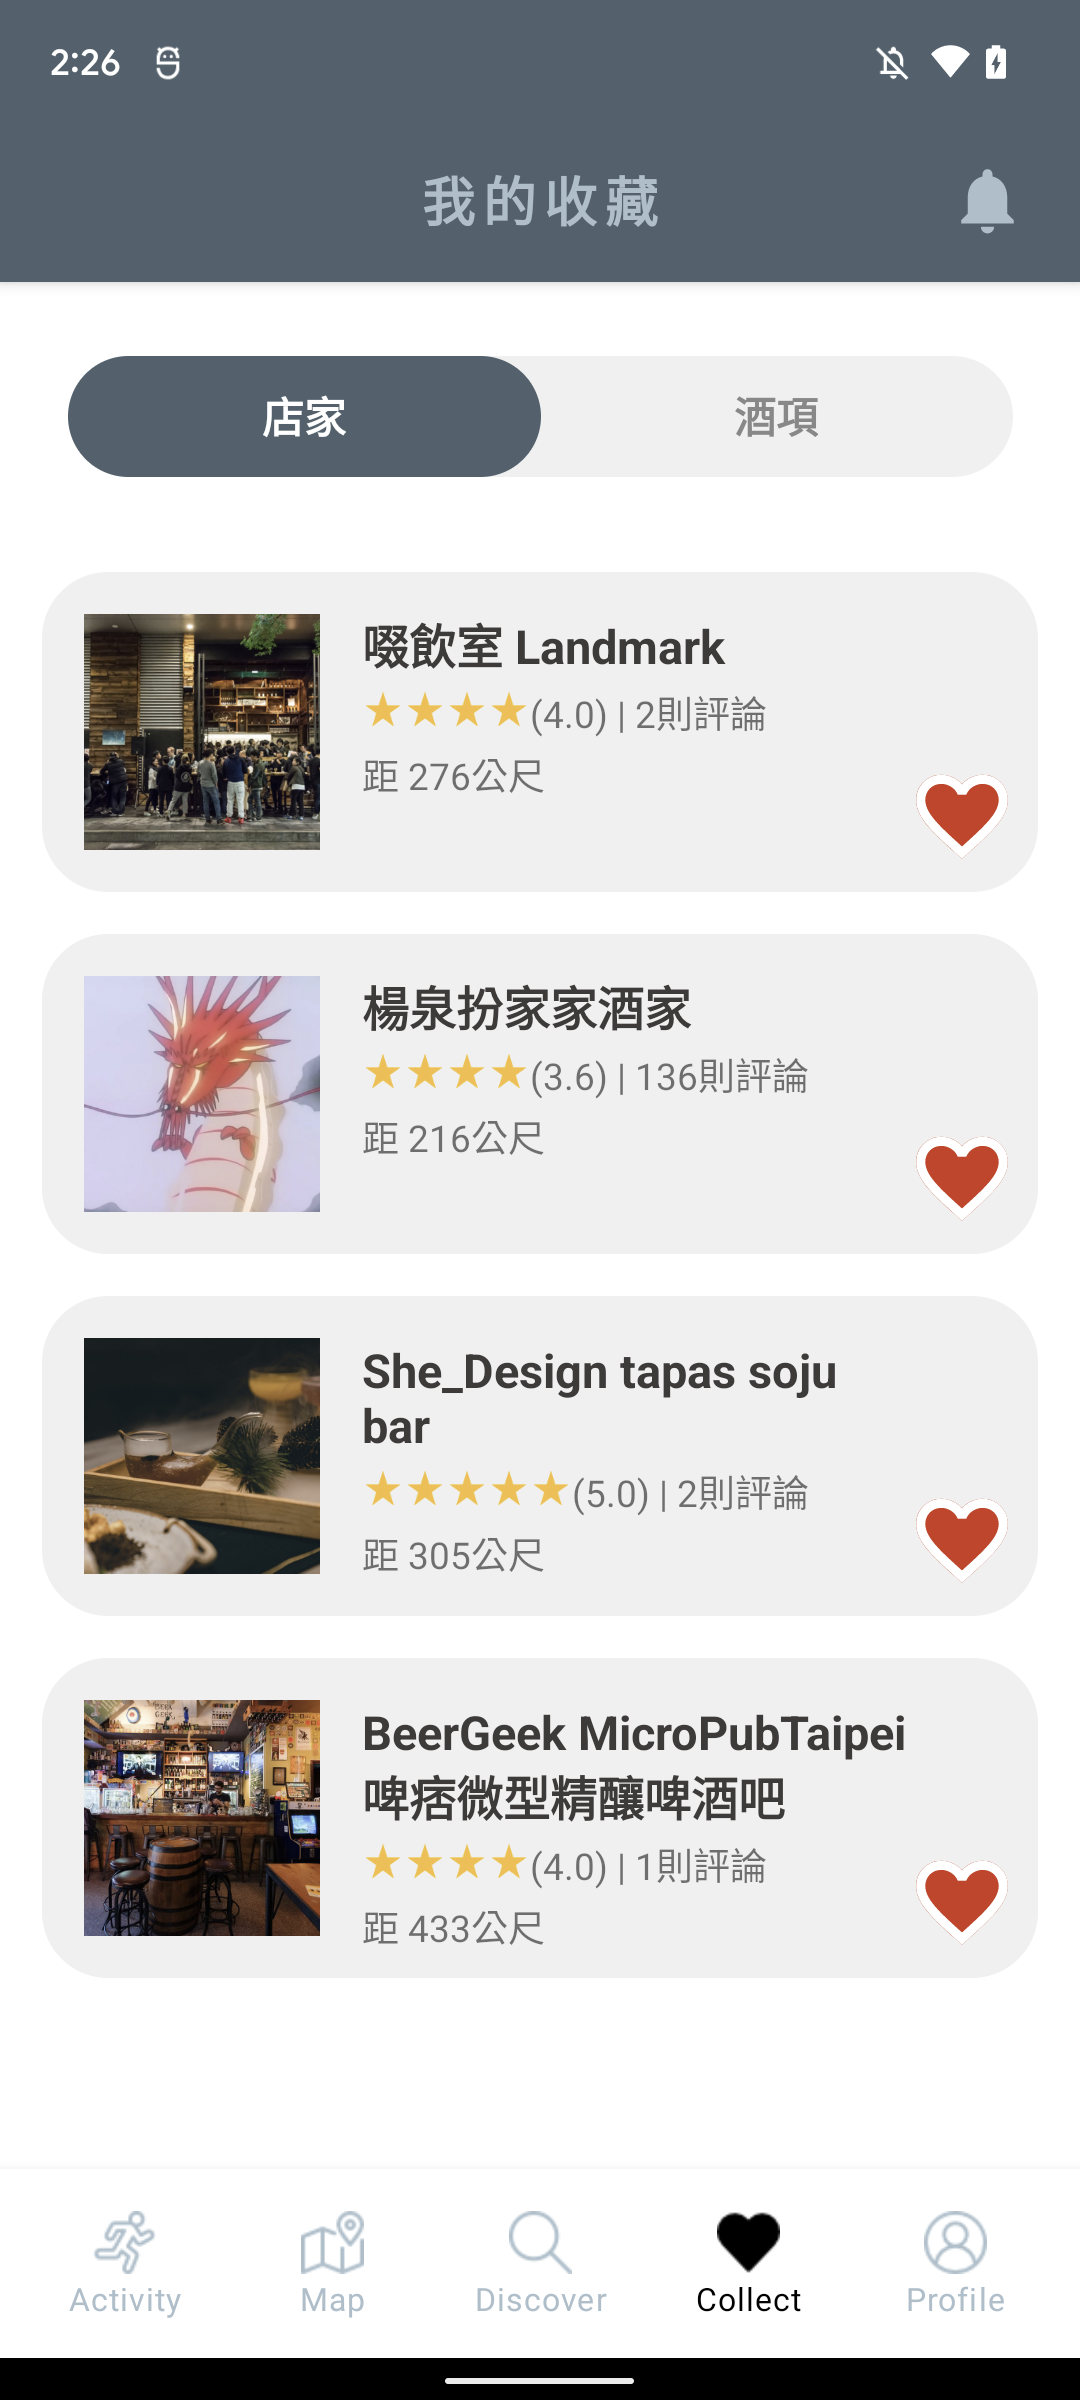 2:26
我的收藏
店家
酒項
啜飲室 Landmark
★★★★(4.0) | 2則評論
距 276公尺
楊泉扮家家酒家
★★★★(3.6) | 136則評論
距 216公尺
She_Design tapas soju
bar
★★★★★(5.0) | 2則評論
距 305公尺
BeerGeek MicroPubTaipei
啤痞微型精釀啤酒吧
★★★★(4.0) | 1則評論
距 433公尺
Activity
Map
Discover
Collect
Profile